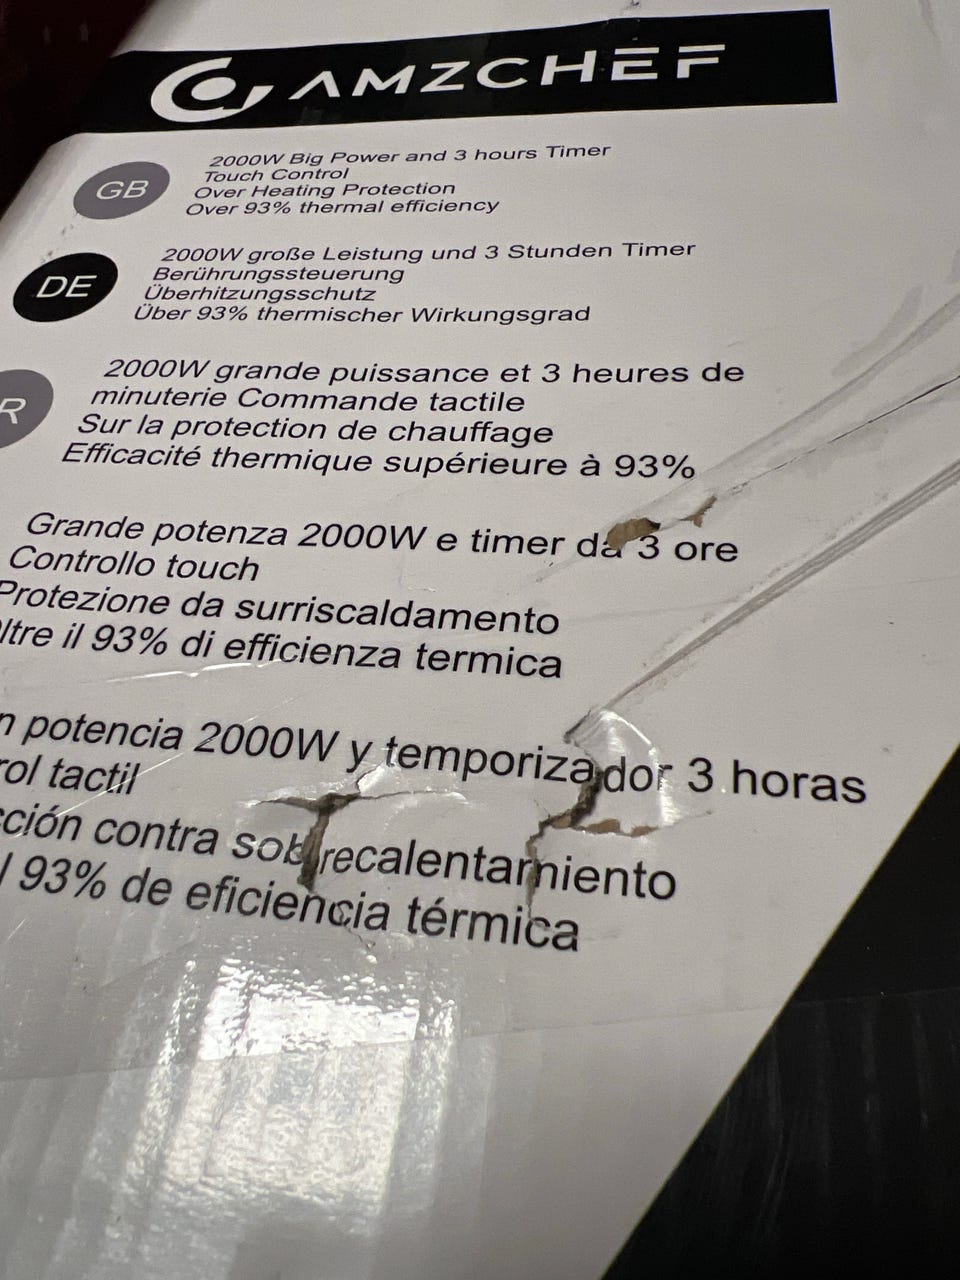 AMZCHEF
GB
2000W Big Power and 3 hours Timer
Touch Control
Over Heating Protection
Over 93% thermal efficiency
DE
2000W große Leistung und 3 Stunden Timer
Berührungssteuerung
Überhitzungsschutz
Über 93% thermischer Wirkungsgrad
R
2000W grande puissance et 3 heures de
minuterie Commande tactile
Sur la protection de chauffage
Efficacité thermique supérieure à 93%
Grande potenza 2000W e timer da 3 ore
Controllo touch
Protezione da surriscaldamento
ltre il 93% di efficienza termica
n potencia 2000W y temporizador 3 horas
rol tactil
cción contra sobrecalentamiento
l 93% de eficiencia térmica